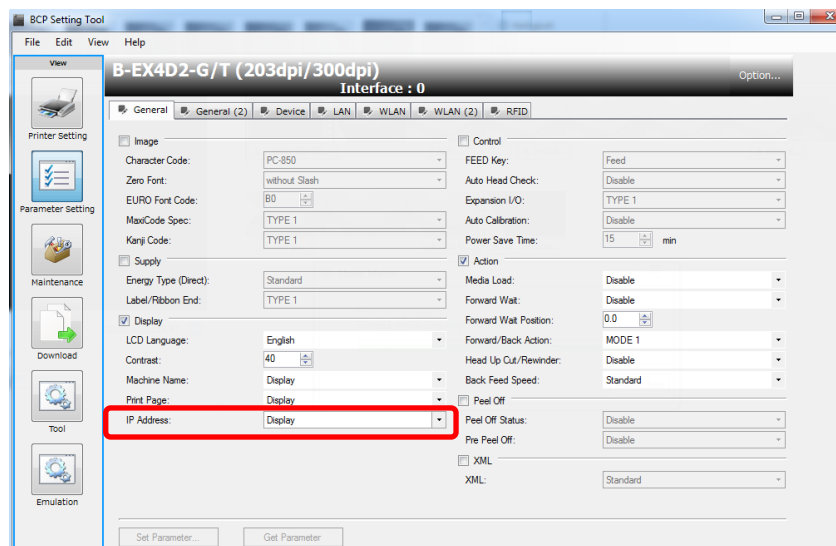 BCP Setting Tool
File Edit View Help
View
Printer Setting
Parameter Setting
Maintenance
Download
Tool
Emulation
B-EX4D2-G/T (203dpi/300dpi)
Interface : 0
Option...
General General (2) Device LAN WLAN WLAN (2) RFID
Image
Character Code: PC-850
Zero Font: without Slash
EURO Font Code: B0
MaxiCode Spec: TYPE 1
Kanji Code: TYPE 1
Supply
Energy Type (Direct): Standard
Label/Ribbon End: TYPE 1
Display
LCD Language: English
Contrast: 40
Machine Name: Display
Print Page: Display
IP Address: Display
Control
FEED Key: Feed
Auto Head Check: Disable
Expansion I/O: TYPE 1
Auto Calibration: Disable
Power Save Time: 15 min
Action
Media Load: Disable
Forward Wait: Disable
Forward Wait Position: 0.0
Forward/Back Action: MODE 1
Head Up Cut/Rewinder: Disable
Back Feed Speed: Standard
Peel Off
Peel Off Status: Disable
Pre Peel Off: Disable
XML
XML: Standard
Set Parameter... Get Parameter